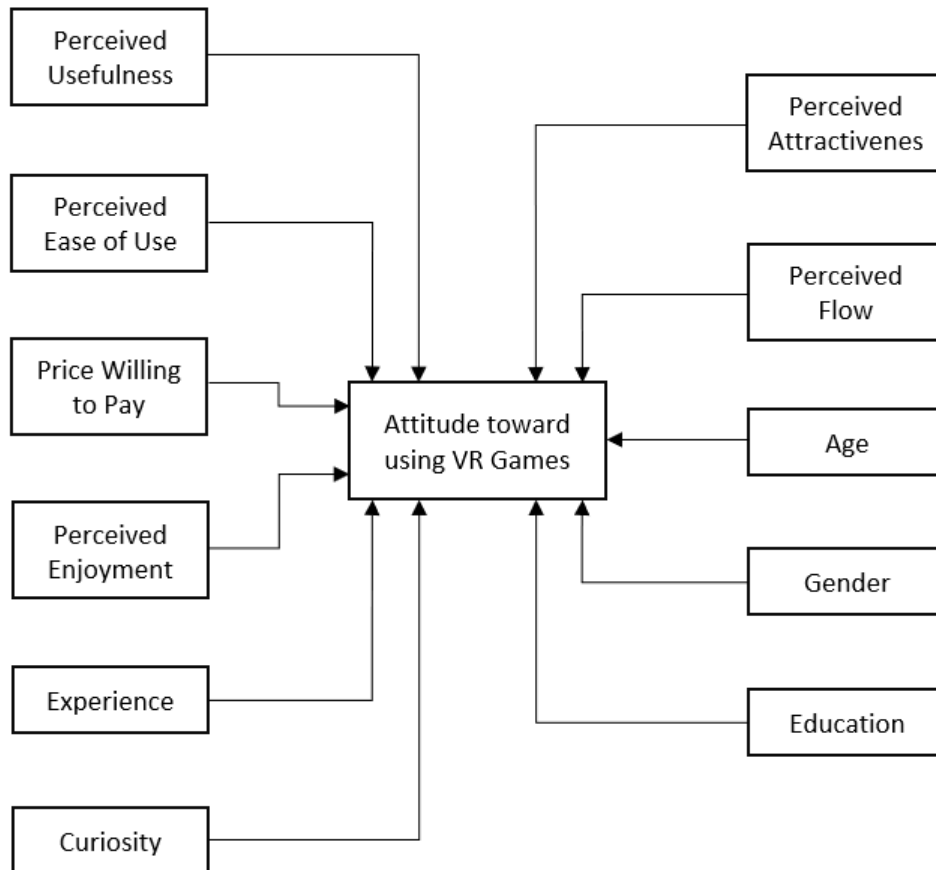 Perceived
Usefulness
Perceived
Ease of Use
Price Willing
to Pay
Perceived
Enjoyment
Experience
Curiosity
Attitude toward
using VR Games
Perceived
Attractivenes
Perceived
Flow
Age
Gender
Education